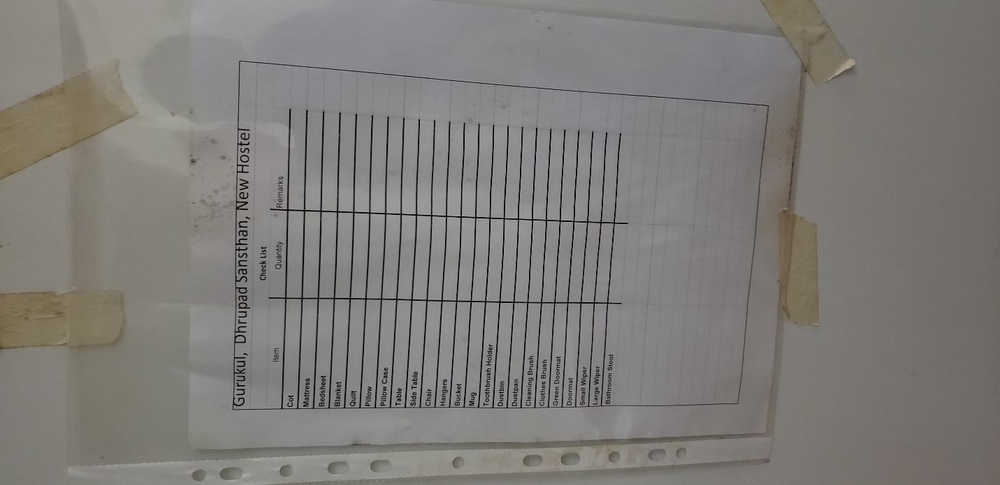 Gurukul, Dhrupad Sansthan, New Hostel
Check List
Item Quantity Remarks
Cot
Mattress
Bedsheet
Blanket
Quilt
Pillow
Pillow Case
Table
Side Table
Chair
Hangers
Bucket
Mug
Toothbrush Holder
Dustbin
Dustpan
Cleaning Brush
Clothes Brush
Green Doormat
Doormat
Small Wiper
Large Wiper
Bathroom Stool